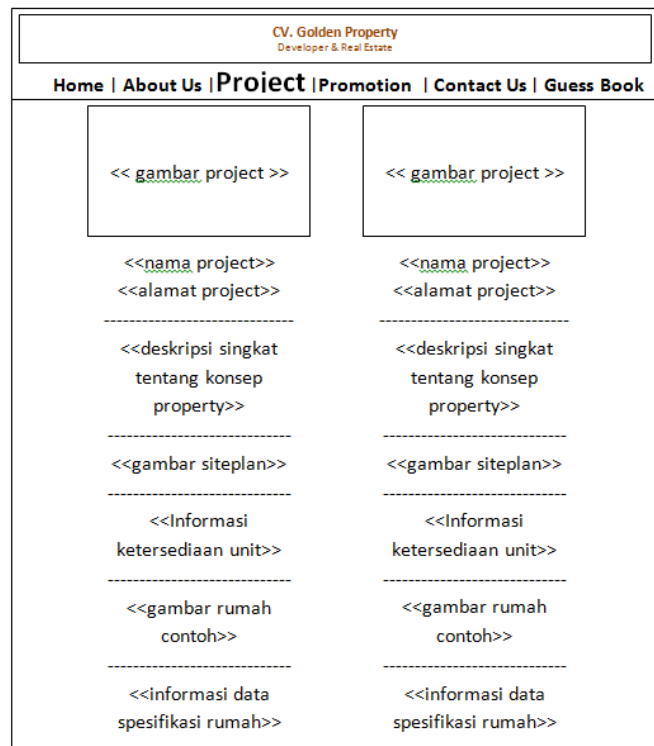 CV. Golden Property
Developer & Real Estate
Home | About Us |Project |Promotion | Contact Us | Guess Book
<< gambar project >>
<<nama project>>
<<alamat project>>
------------------------------
<<deskripsi singkat
tentang konsep
property>>
-----------------------------
<<gambar siteplan>>
-----------------------------
<<Informasi
ketersediaan unit>>
-----------------------------
<<gambar rumah
contoh>>
-----------------------------
<<informasi data
spesifikasi rumah>>
<< gambar project >>
<<nama project>>
<<alamat project>>
------------------------------
<<deskripsi singkat
tentang konsep
property>>
-----------------------------
<<gambar siteplan>>
-----------------------------
<<Informasi
ketersediaan unit>>
-----------------------------
<<gambar rumah
contoh>>
-----------------------------
<<informasi data
spesifikasi rumah>>